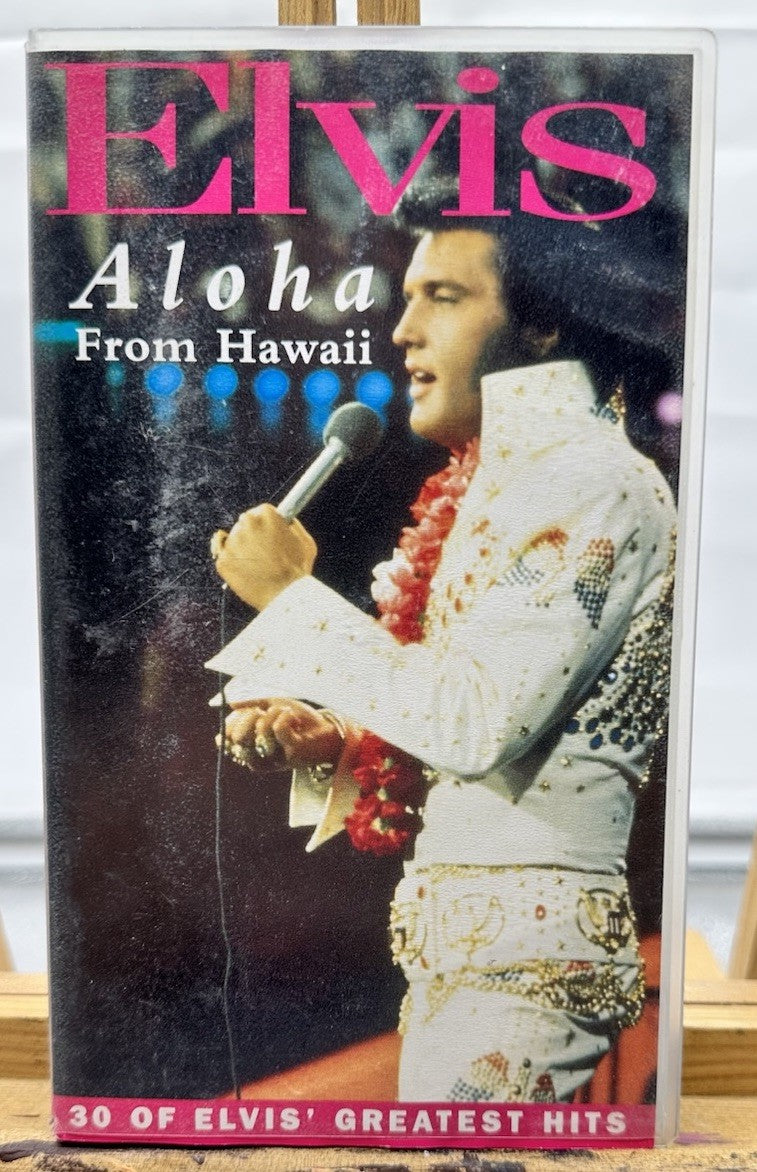 Elvis
Aloha
From Hawaii
30 OF ELVIS' GREATEST HITS